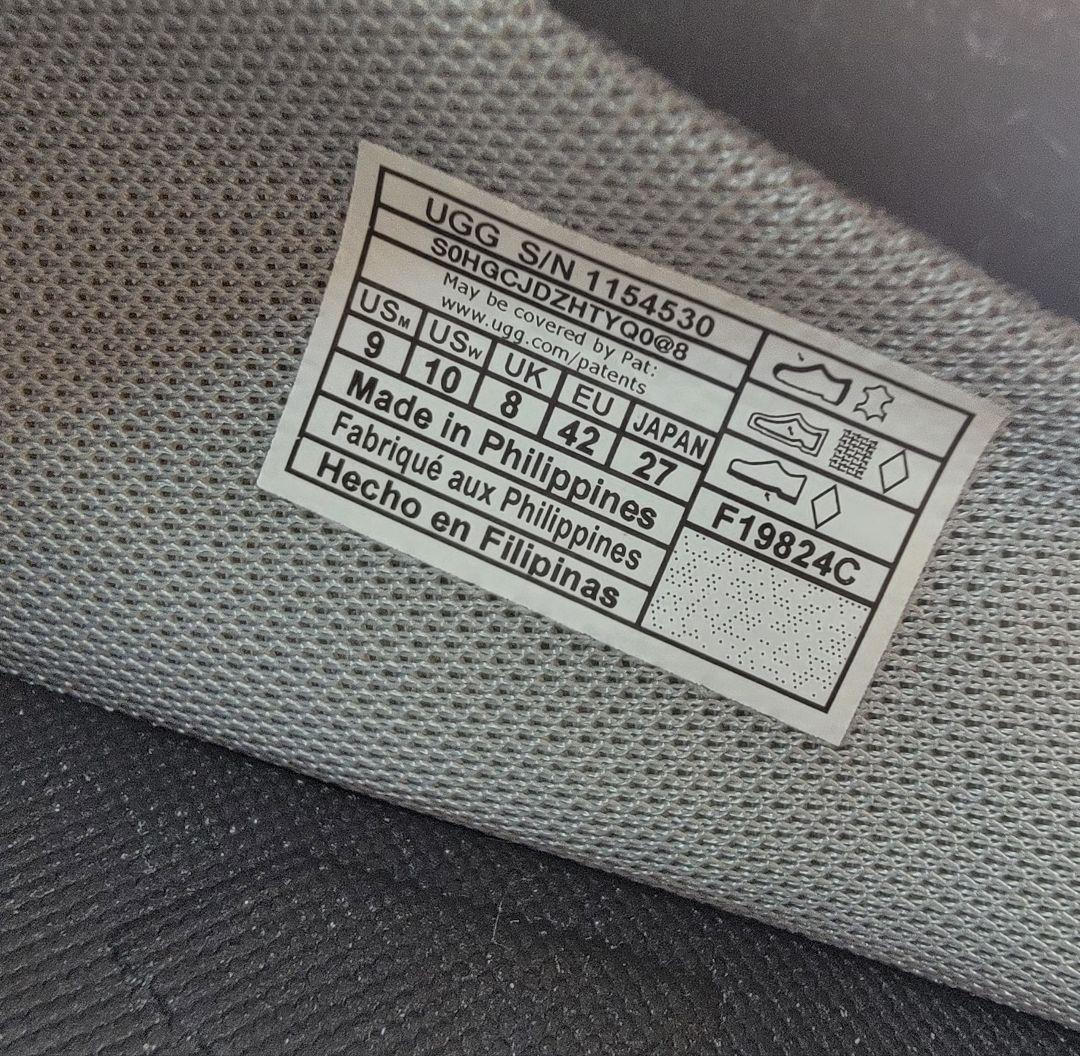 UGG S/N 1154530
S0HGCJDZHTYQ0@8
May be covered by Pat:
www.ugg.com/patents
USM USW UK EU JAPAN
9 10 8 42 27
Made in Philippines
Fabriqué aux Philippines
Hecho en Filipinas
F19824C